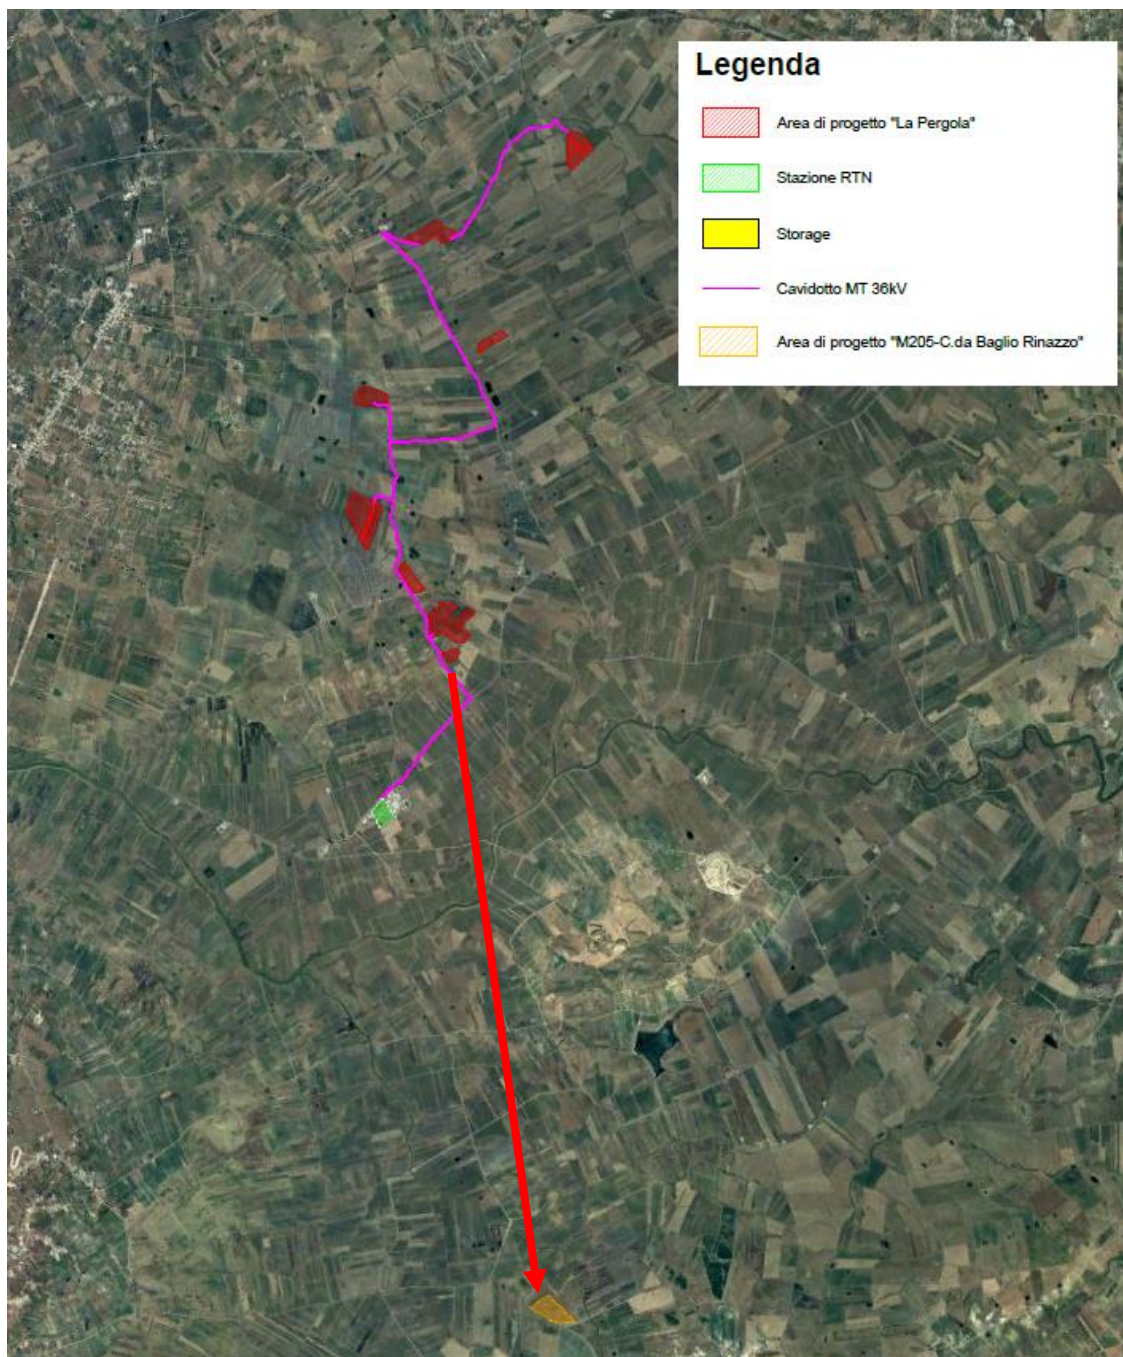 Legenda
Area di progetto "La Pergola"
Stazione RTN
Storage
Cavidotto MT 36kV
Area di progetto "M205-C.da Baglio Rinazzo"